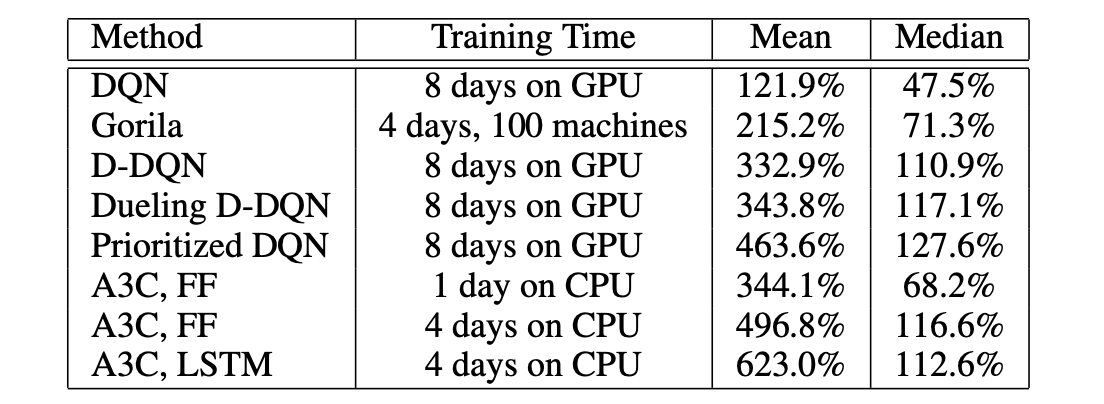 Method Training Time Mean Median
DQN 8 days on GPU 121.9% 47.5%
Gorila 4 days, 100 machines 215.2% 71.3%
D-DQN 8 days on GPU 332.9% 110.9%
Dueling D-DQN 8 days on GPU 343.8% 117.1%
Prioritized DQN 8 days on GPU 463.6% 127.6%
A3C, FF 1 day on CPU 344.1% 68.2%
A3C, FF 4 days on CPU 496.8% 116.6%
A3C, LSTM 4 days on CPU 623.0% 112.6%